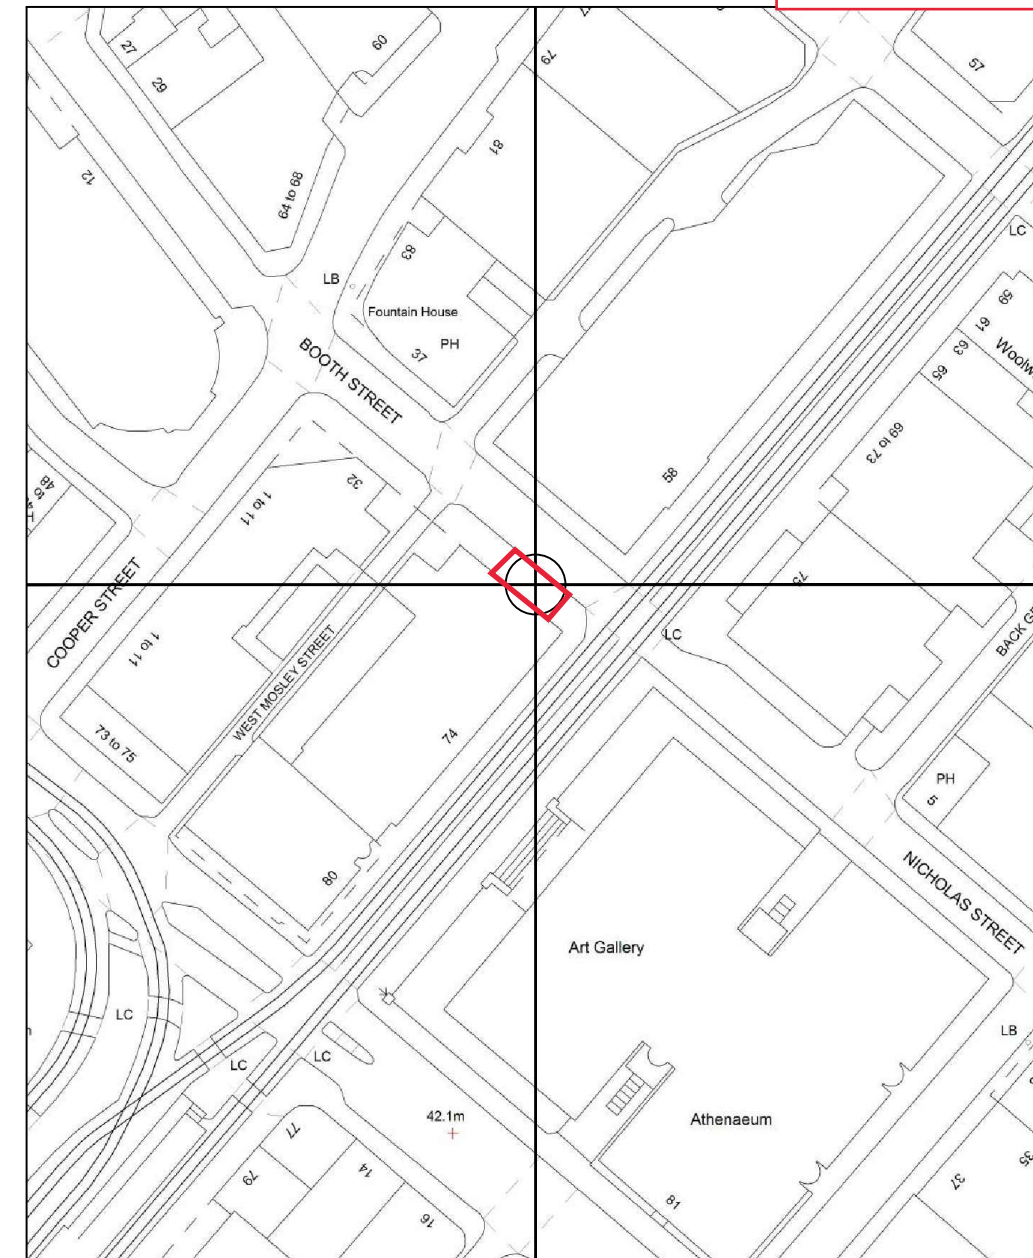 27
29
60
79
57
12
64 to 68
81
LC
83
LB
59
Fountain House
61
BOOTH STREET
37
PH
63
65
69 to 73
58
32
1 to 11
48
75
COOPER STREET
1 to 11
LC
WEST MOSLEY STREET
73 to 75
74
PH
5
80
NICHOLAS STREET
Art Gallery
LC
LB
LC
LC
42.1m
Athenaeum
77
79
14
16
81
37
35